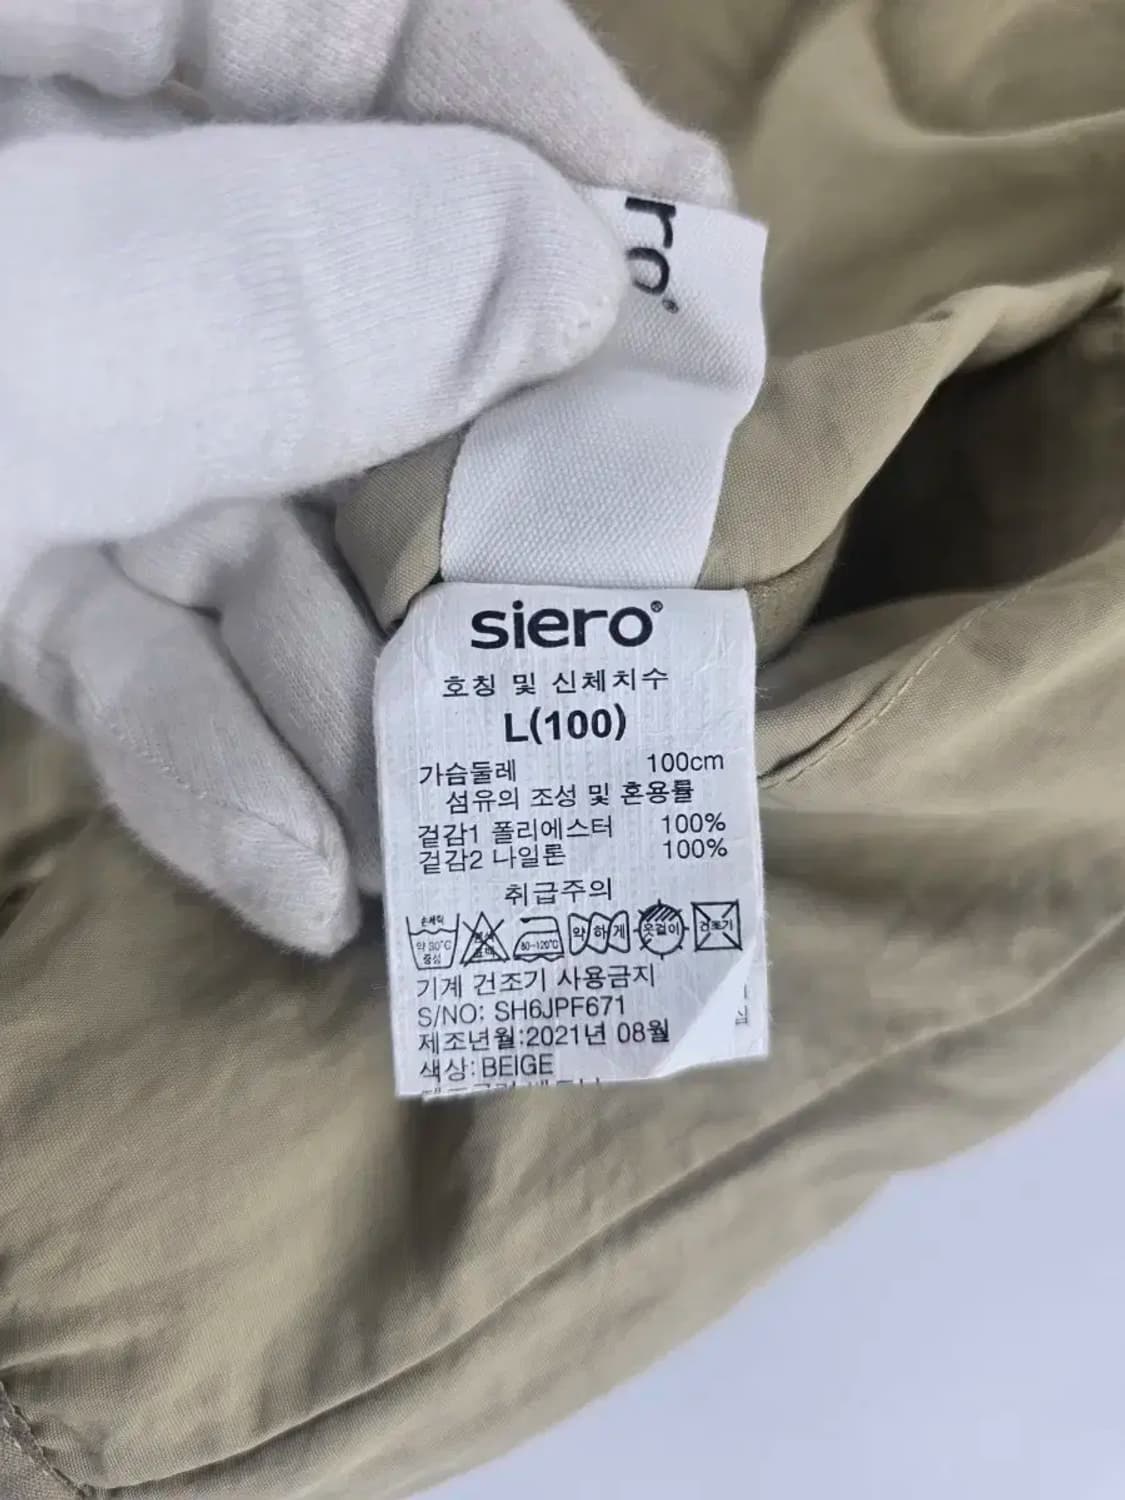 ro
siero®
호칭 및 신체치수
L(100)
가슴둘레 100cm
섬유의 조성 및 혼용률
겉감1 폴리에스터 100%
겉감2 나일론 100%
취급주의
손세탁
약 30°C
중성
80~120°C
약하게
옷걸이
건조기
기계 건조기 사용금지
S/NO: SH6JPF671
제조년월:2021년 08월
색상:BEIGE